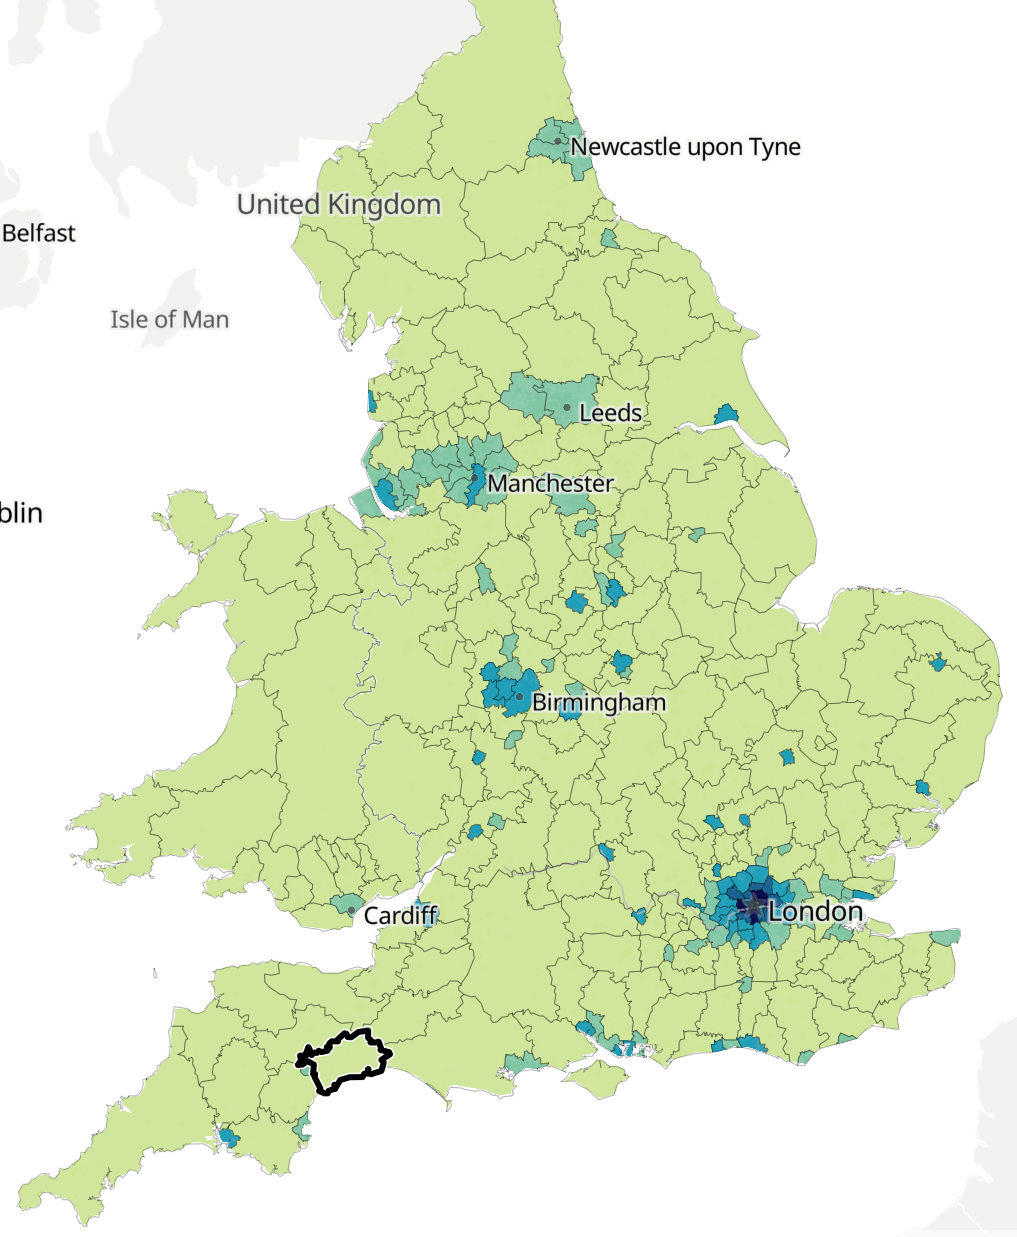 Newcastle upon Tyne
United Kingdom
Belfast
Isle of Man
Leeds
Manchester
blin
Birmingham
London
Cardiff